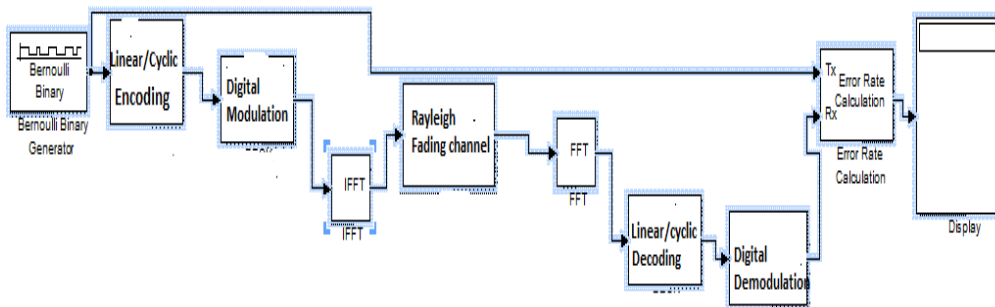 Bernoulli
Binary
Bernoulli Binary
Generator
Linear/Cyclic
Encoding
Digital
Modulation
IFFT
IFFT
Rayleigh
Fading channel
FFT
FFT
Linear/cyclic
Decoding
Digital
Demodulation
Tx
Rx
Error Rate
Calculation
Error Rate
Calculation
Display